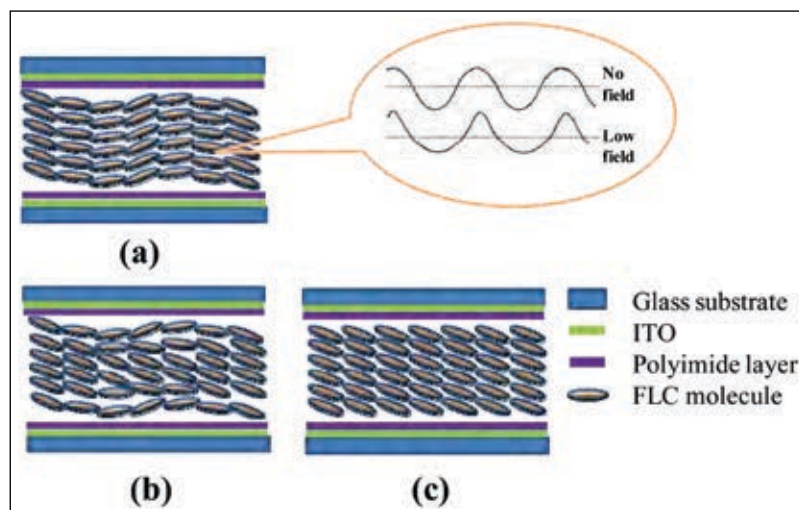 No
field
Low
field
(a)
Glass substrate
ITO
Polyimide layer
FLC molecule
(b)
(c)